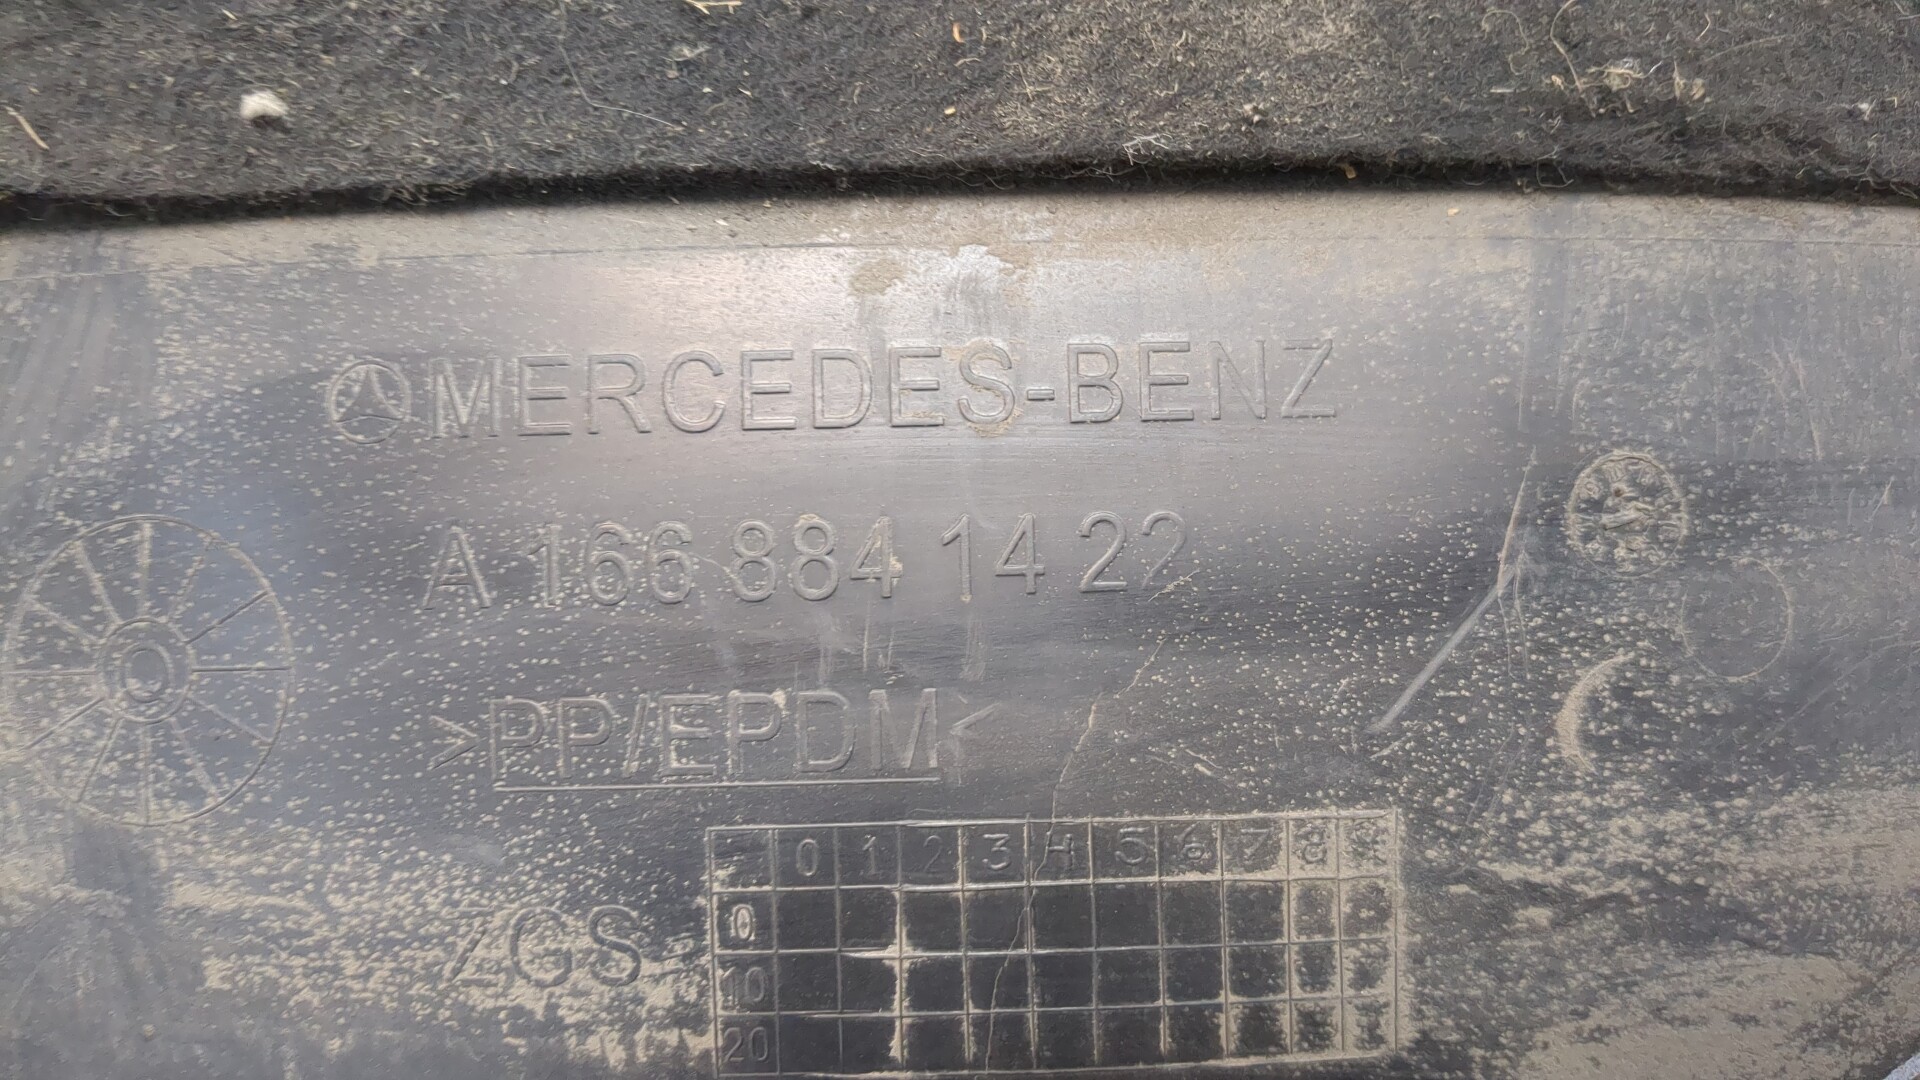 MERCEDES-BENZ
A 166 884 14 22
>PP/EPDM<
0 1 2 3 4 5 6 7 8 9
ZGS 0
10
20